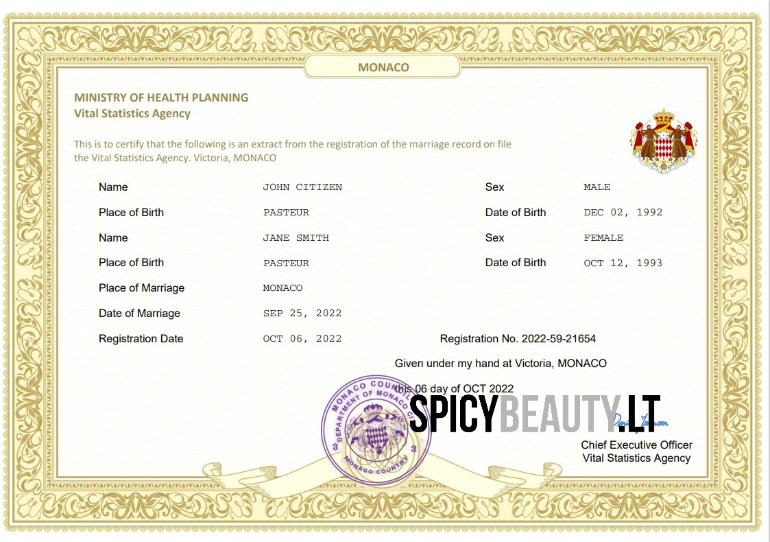 MONACO
MINISTRY OF HEALTH PLANNING
Vital Statistics Agency
This is to certify that the following is an extract from the registration of the marriage record on file
the Vital Statistics Agency. Victoria, MONACO
Name JOHN CITIZEN Sex MALE
Place of Birth PASTEUR Date of Birth DEC 02, 1992
Name JANE SMITH Sex FEMALE
Place of Birth PASTEUR Date of Birth OCT 12, 1993
Place of Marriage MONACO
Date of Marriage SEP 25, 2022
Registration Date OCT 06, 2022 Registration No. 2022-59-21654
Given under my hand at Victoria, MONACO
this 06 day of OCT 2022
MONACO COUNCIL
DEPARTMENT OF MONACO
MONACO COUNTRY
SPICYBEAUTY.LT
Chief Executive Officer
Vital Statistics Agency